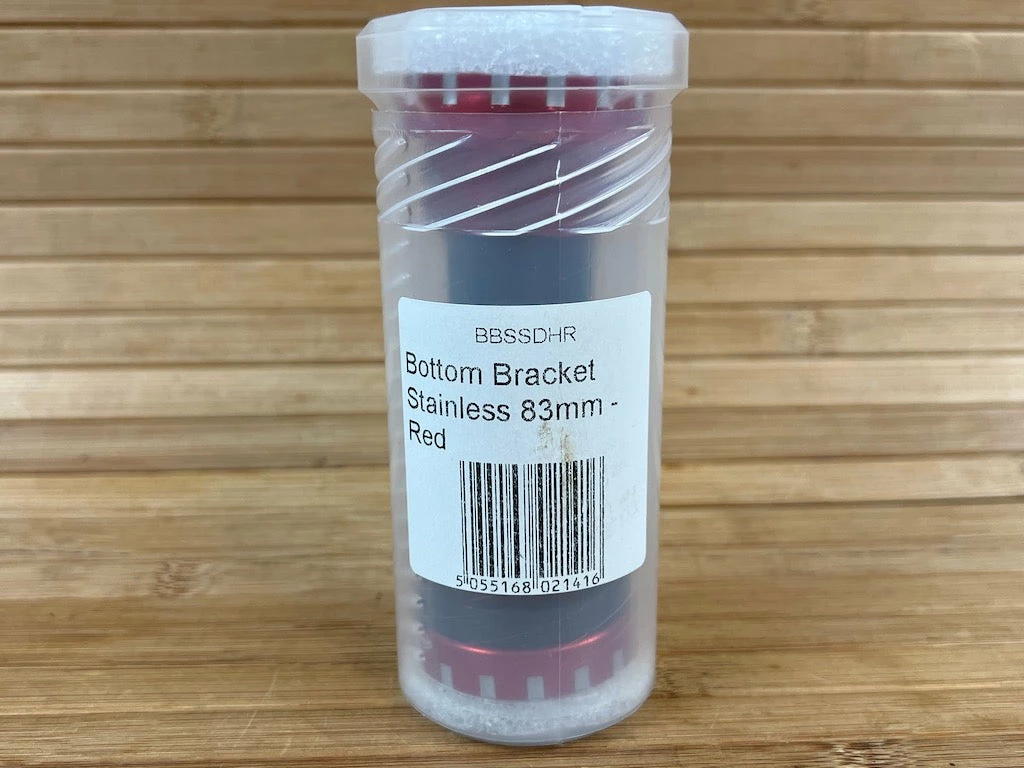 BBSSDHR
Bottom Bracket
Stainless 83mm -
Red
5 055168 021416